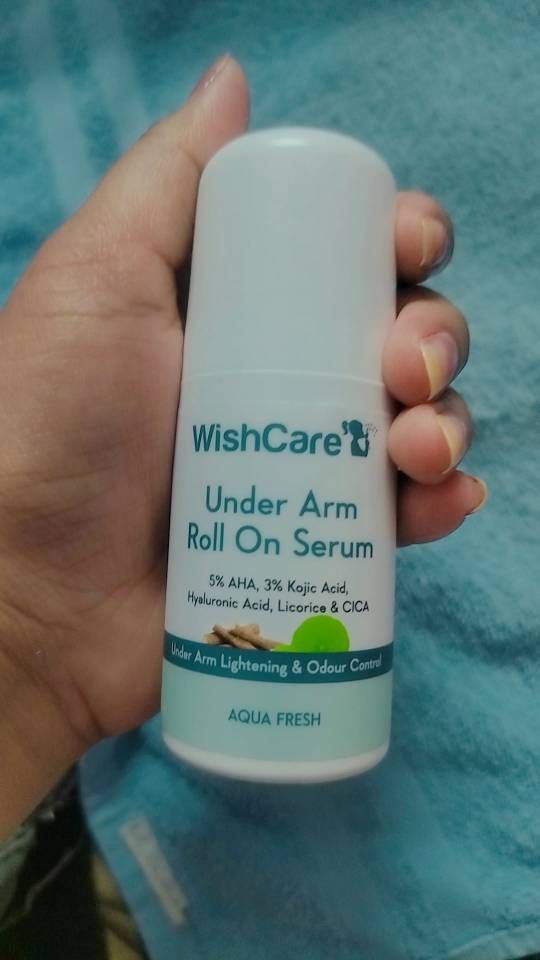 WishCare
Under Arm
Roll On Serum
5% AHA, 3% Kojic Acid,
Hyaluronic Acid, Licorice & CICA
Under Arm Lightening & Odour Control
AQUA FRESH